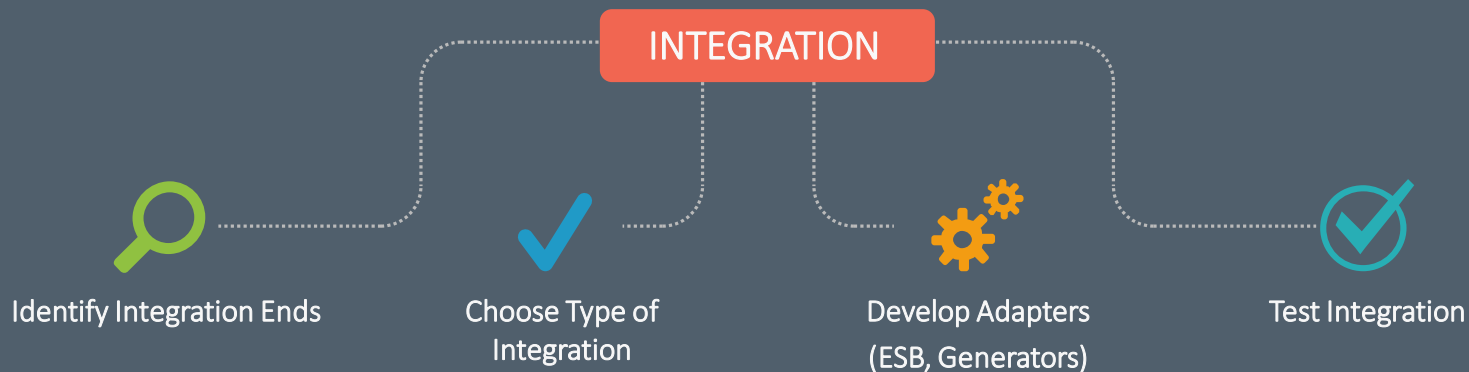 INTEGRATION
Identify Integration Ends
Choose Type of
Integration
Develop Adapters
(ESB, Generators)
Test Integration